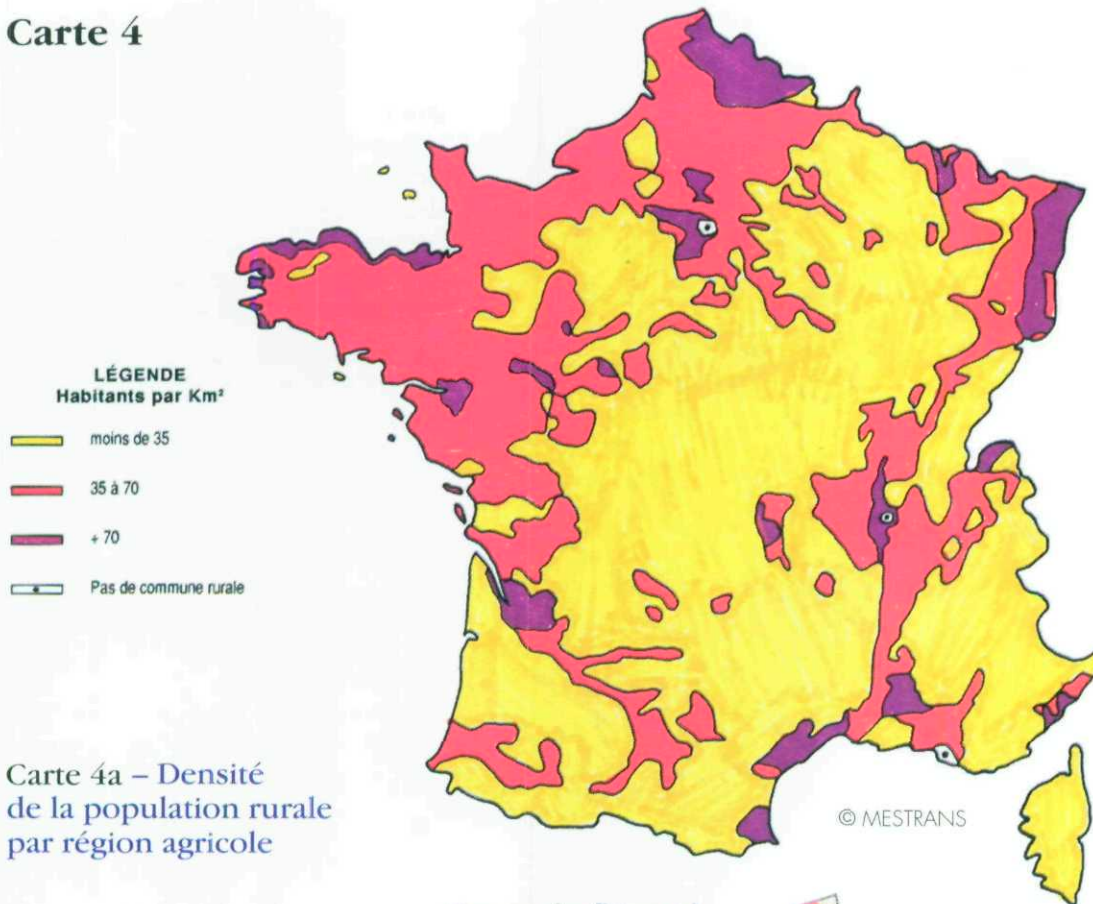 Carte 4
LÉGENDE
Habitants par Km²
moins de 35
35 à 70
+ 70
Pas de commune rurale
Carte 4a – Densité
de la population rurale
par région agricole
© MESTRANS